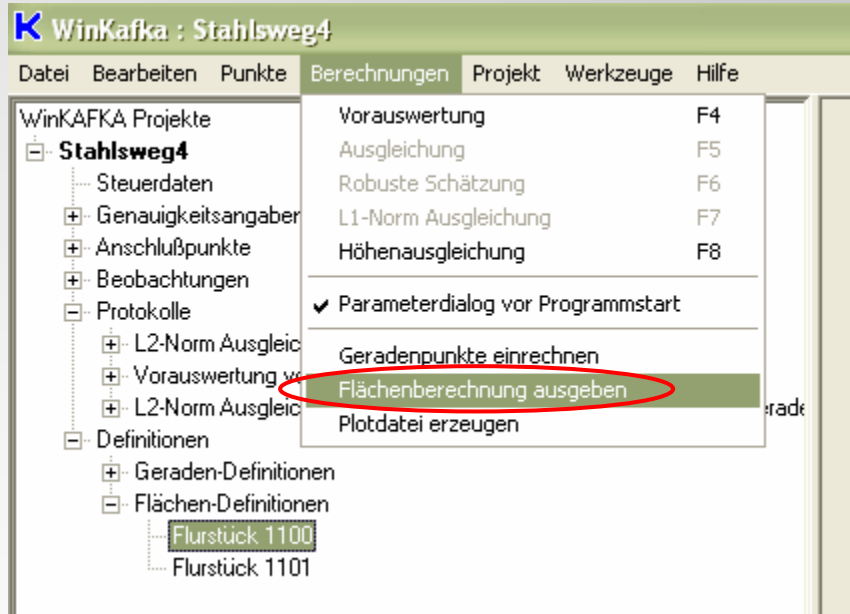 K WinKafka : Stahlsweg4
Datei Bearbeiten Punkte Berechnungen Projekt Werkzeuge Hilfe
WinKAFKA Projekte
Stahlsweg4
Steuerdaten
Genauigkeitsangaben
Anschlußpunkte
Beobachtungen
Protokolle
L2-Norm Ausgleic
Vorauswertung vo
L2-Norm Ausgleic
Definitionen
Geraden-Definitionen
Flächen-Definitionen
Flurstück 1100
Flurstück 1101
Vorauswertung F4
Ausgleichung F5
Robuste Schätzung F6
L1-Norm Ausgleichung F7
Höhenausgleichung F8
Parameterdialog vor Programmstart
Geradenpunkte einrechnen
Flächenberechnung ausgeben
Plotdatei erzeugen